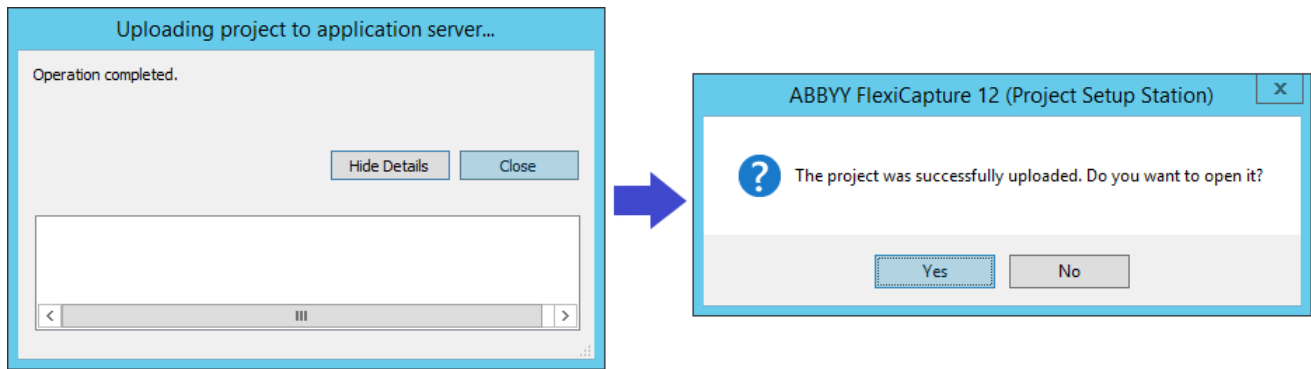 Uploading project to application server...
Operation completed.
Hide Details
Close
ABBYY FlexiCapture 12 (Project Setup Station)
x
The project was successfully uploaded. Do you want to open it?
Yes
No